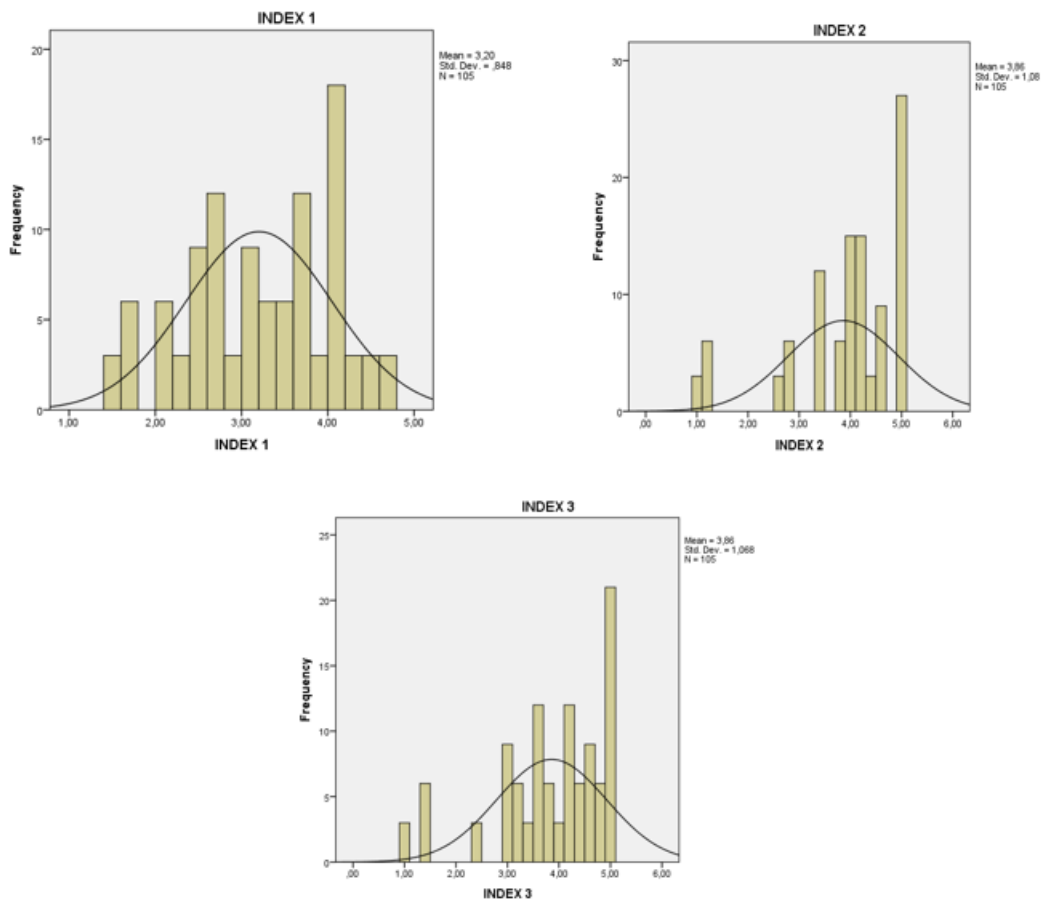 INDEX 1
Mean = 3,20
Std. Dev. = ,848
N = 105
20
15
10
5
0
Frequency
1,00 2,00 3,00 4,00 5,00
INDEX 1
INDEX 2
Mean = 3,86
Std. Dev. = 1,08
N = 105
30
20
10
0
Frequency
,00 1,00 2,00 3,00 4,00 5,00 6,00
INDEX 2
INDEX 3
Mean = 3,86
Std. Dev. = 1,068
N = 105
25
20
15
10
5
0
Frequency
,00 1,00 2,00 3,00 4,00 5,00 6,00
INDEX 3